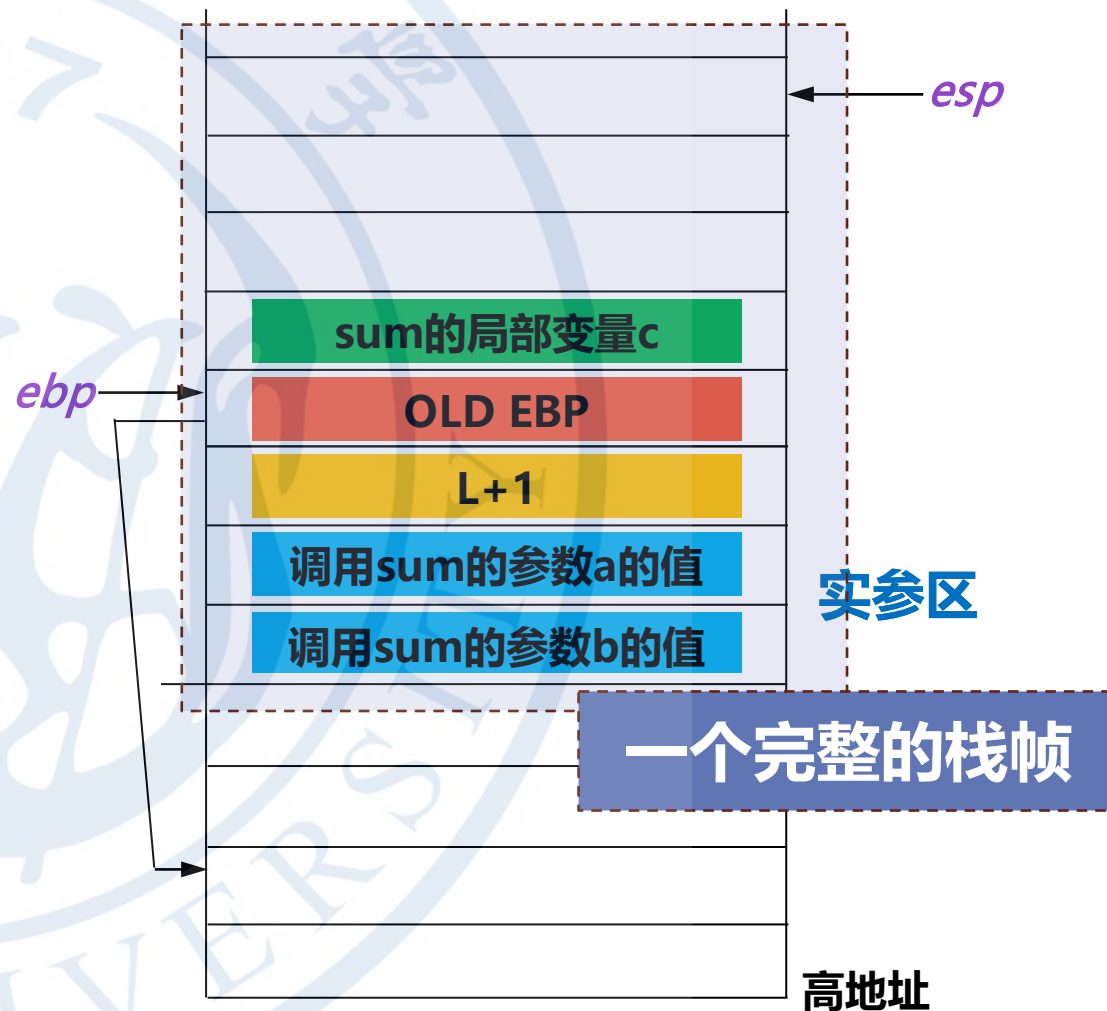 esp
sum的局部变量c
ebp
OLD EBP
L+1
调用sum的参数a的值
实参区
调用sum的参数b的值
一个完整的栈帧
高地址
VERSITY